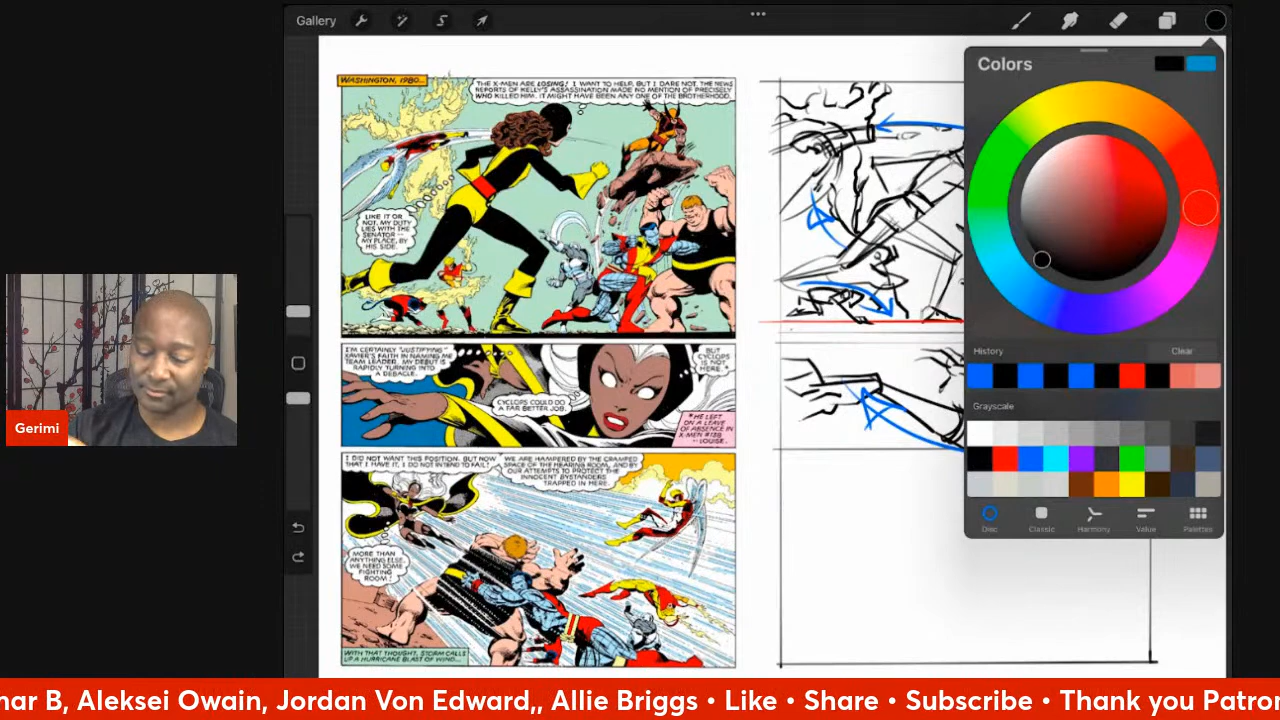 Gallery
Colors
WASHINGTON, 1980...
THE X-MEN ARE LOSING! I WANT TO HELP, BUT I DARE NOT. THE NEWS
REPORTS OF KELLY'S ASSASSINATION MADE NO MENTION OF PRECISELY
WHO KILLED HIM. IT MIGHT HAVE BEEN ANY ONE OF THE BROTHERHOOD.
LIKE IT OR
NOT, MY DUTY
LIES WITH THE
SENATOR --
MY PLACE, BY
HIS SIDE.
I'M CERTAINLY "JUSTIFYING"
XAVIER'S FAITH IN NAMING ME
TEAM LEADER. MY DEBUT IS
RAPIDLY TURNING INTO
A DEBACLE.
BUT
CYCLOPS
IS NOT
HERE.*
CYCLOPS COULD DO
A FAR BETTER JOB.
*HE LEFT
ON A LEAVE
OF ABSENCE IN
X-MEN #138
--LOUISE.
I DID NOT WANT THIS POSITION. BUT NOW
THAT I HAVE IT, I DO NOT INTEND TO FAIL!
WE ARE HAMPERED BY THE CRAMPED
SPACE OF THE HEARING ROOM, AND BY
OUR ATTEMPTS TO PROTECT THE
INNOCENT BYSTANDERS
TRAPPED IN HERE.
MORE THAN
ANYTHING ELSE,
WE NEED SOME
FIGHTING
ROOM!
WITH THAT THOUGHT, STORM CALLS
UP A HURRICANE BLAST OF WIND...
History
Clear
Grayscale
Disc
Classic
Harmony
Value
Palettes
Gerimi
mar B, Aleksei Owain, Jordan Von Edward,, Allie Briggs • Like • Share • Subscribe • Thank you Patro